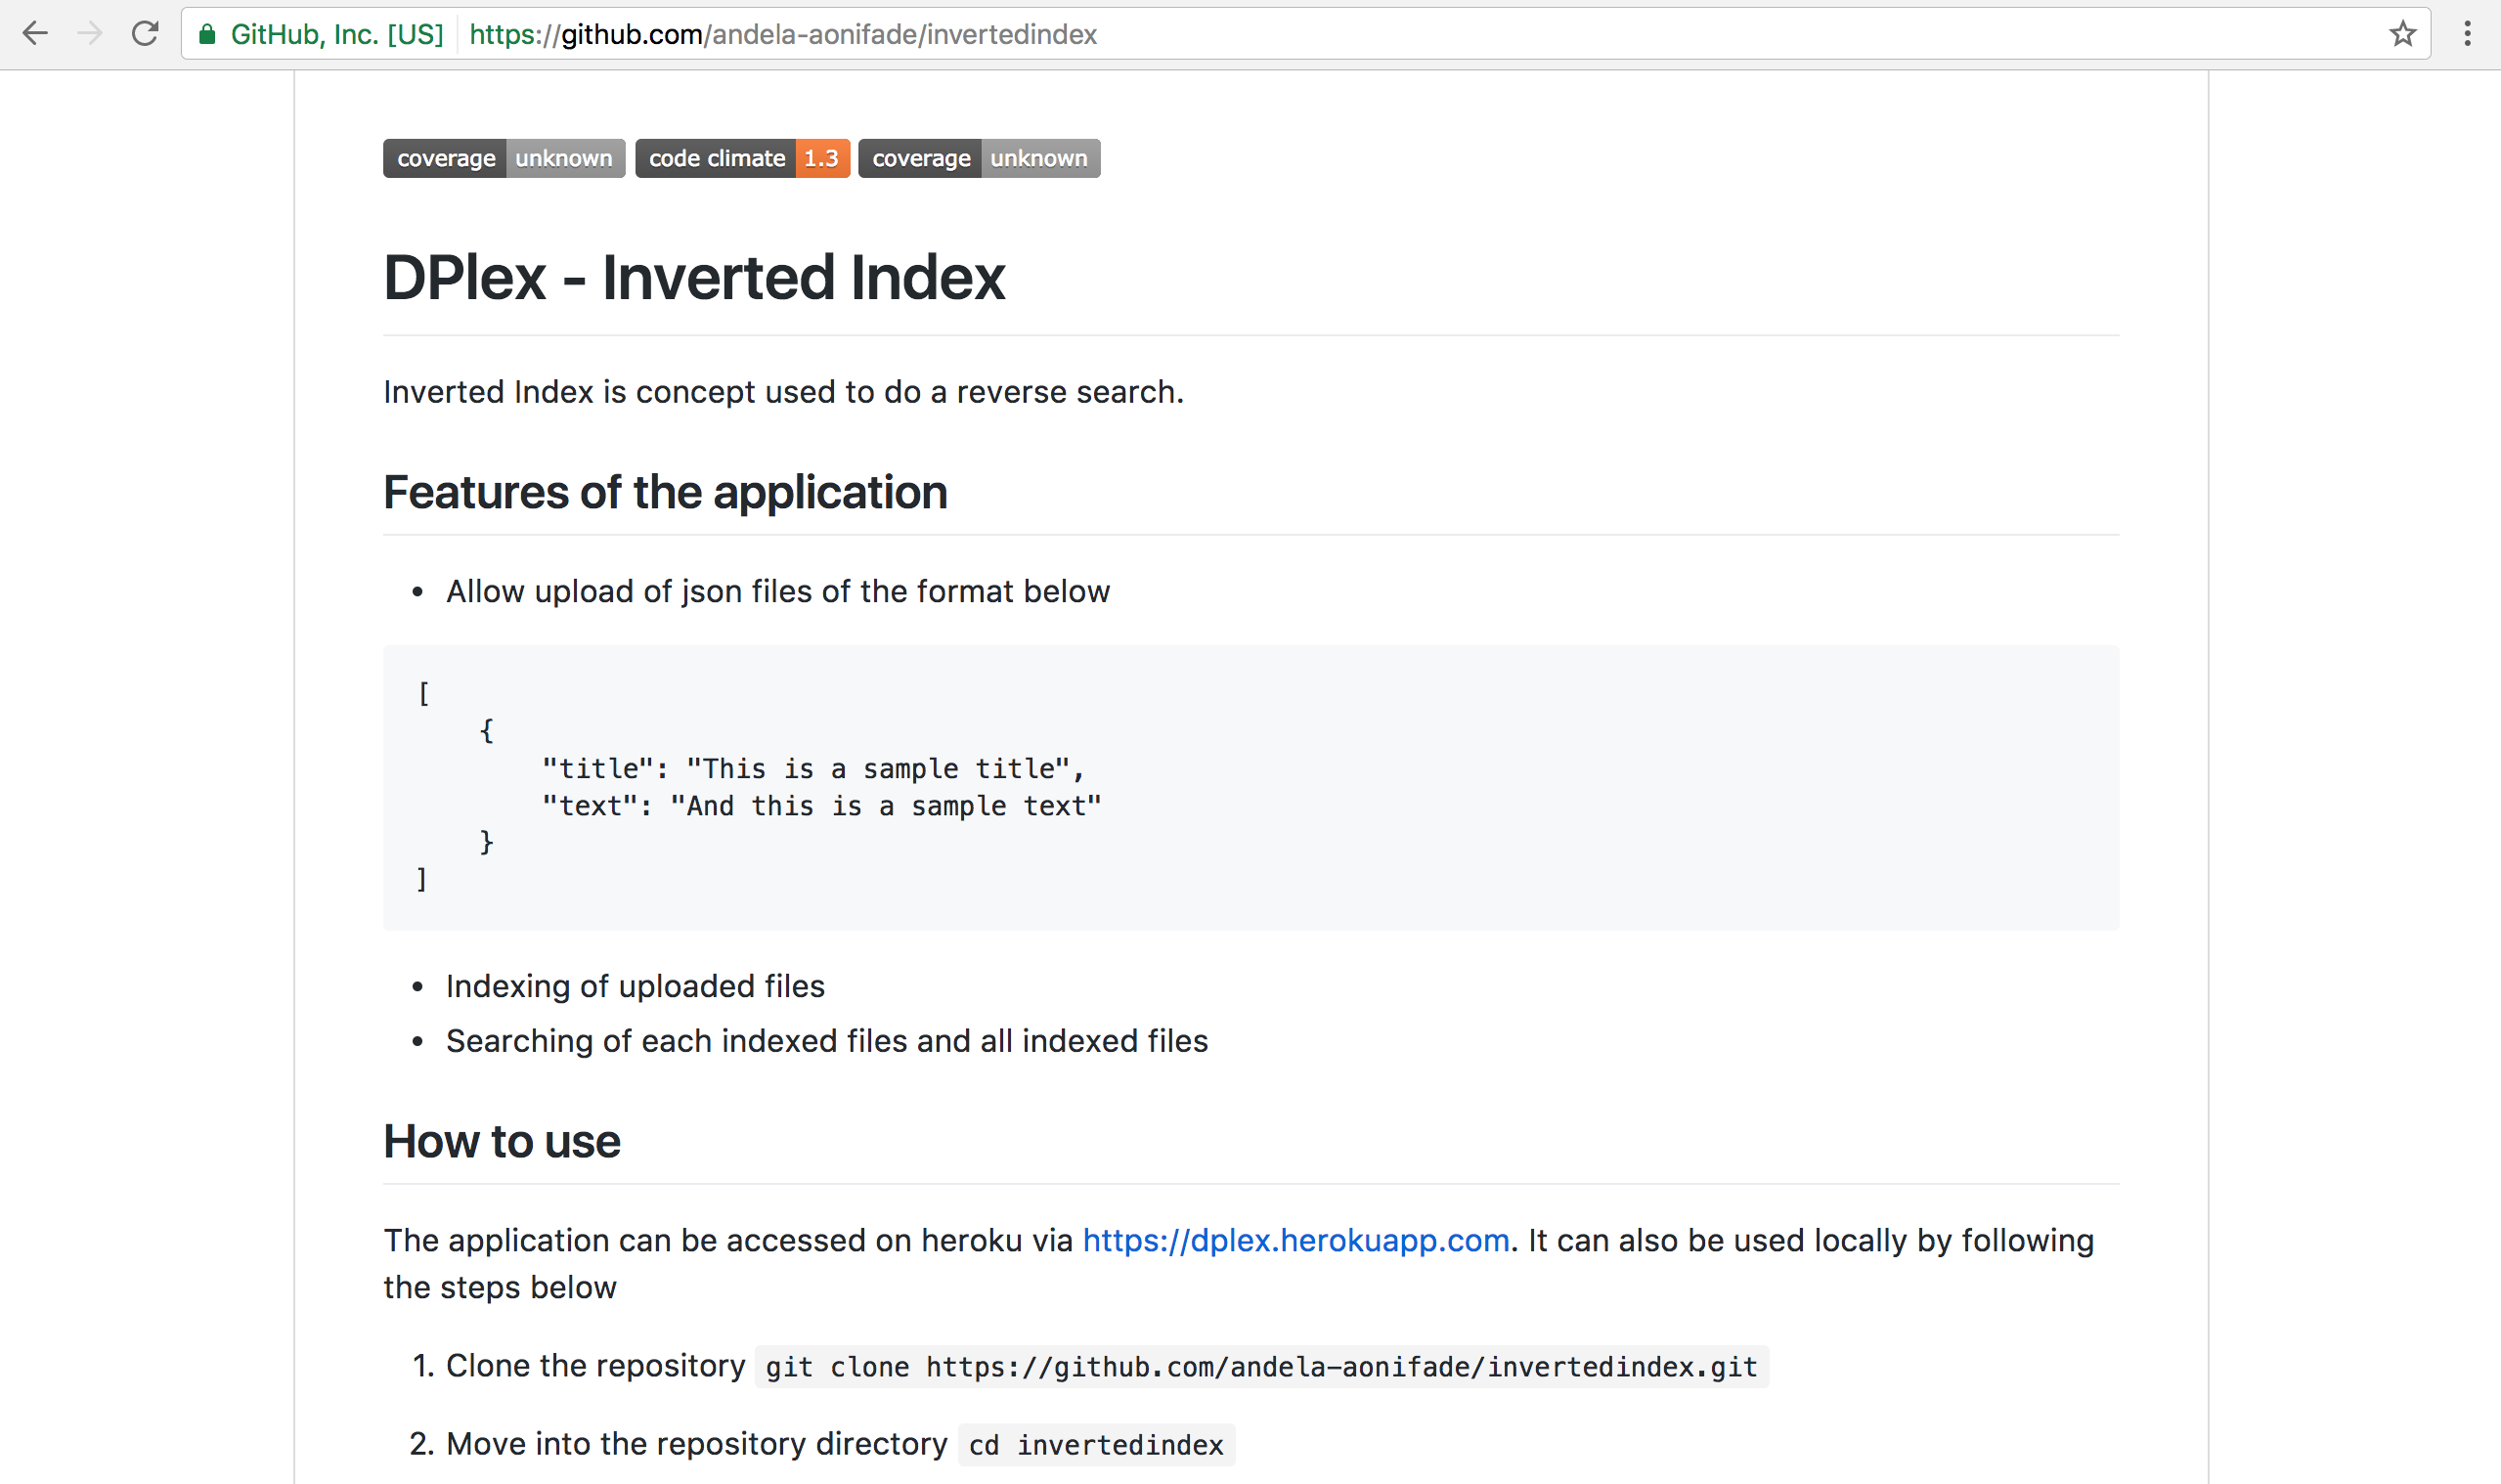 GitHub, Inc. [US] https://github.com/andela-aonifade/invertedindex
coverage unknown code climate 1.3 coverage unknown
DPlex - Inverted Index
Inverted Index is concept used to do a reverse search.
Features of the application
• Allow upload of json files of the format below
[
    {
        "title": "This is a sample title",
        "text": "And this is a sample text"
    }
]
• Indexing of uploaded files
• Searching of each indexed files and all indexed files
How to use
The application can be accessed on heroku via https://dplex.herokuapp.com. It can also be used locally by following
the steps below
1. Clone the repository git clone https://github.com/andela-aonifade/invertedindex.git
2. Move into the repository directory cd invertedindex